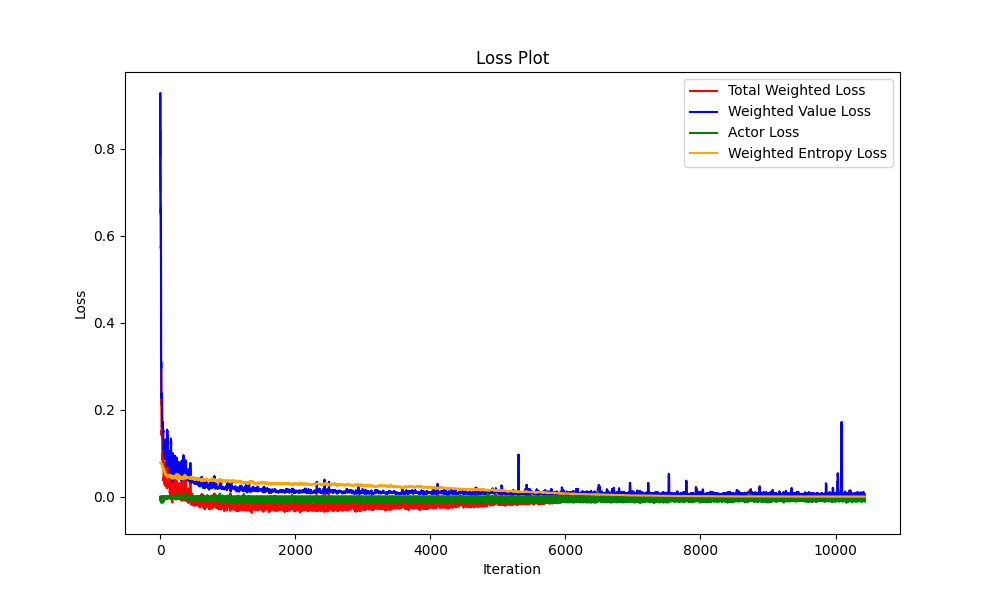 Loss Plot
Total Weighted Loss
Weighted Value Loss
Actor Loss
Weighted Entropy Loss
0.8
0.6
0.4
0.2
0.0
Loss
0 2000 4000 6000 8000 10000
Iteration